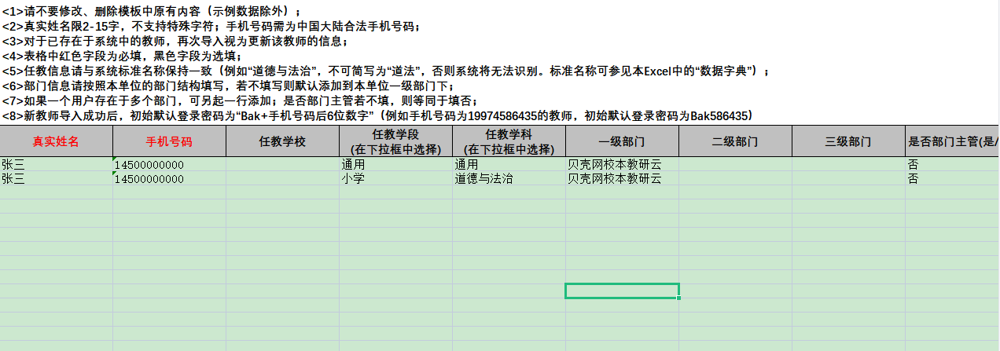 <1>请不要修改、删除模板中原有内容（示例数据除外）；
<2>真实姓名限2-15字，不支持特殊字符；手机号码需为中国大陆合法手机号码；
<3>对于已存在于系统中的教师，再次导入视为更新该教师的信息；
<4>表格中红色字段为必填，黑色字段为选填；
<5>任教信息请与系统标准名称保持一致（例如“道德与法治”，不可简写为“道法”，否则系统将无法识别。标准名称可参见本Excel中的“数据字典”）；
<6>部门信息请按照本单位的部门结构填写，若不填写则默认添加到本单位一级部门下；
<7>如果一个用户存在于多个部门，可另起一行添加；是否部门主管若不填，则等同于填否；
<8>新教师导入成功后，初始默认登录密码为“Bak+手机号码后6位数字”（例如手机号码为19974586435的教师，初始默认登录密码为Bak586435）
真实姓名 手机号码 任教学校 任教学段 (在下拉框中选择) 任教学科 (在下拉框中选择) 一级部门 二级部门 三级部门 是否部门主管(是/
张三 14500000000 通用 通用 贝壳网校本教研云 否
张三 14500000000 小学 道德与法治 贝壳网校本教研云 否